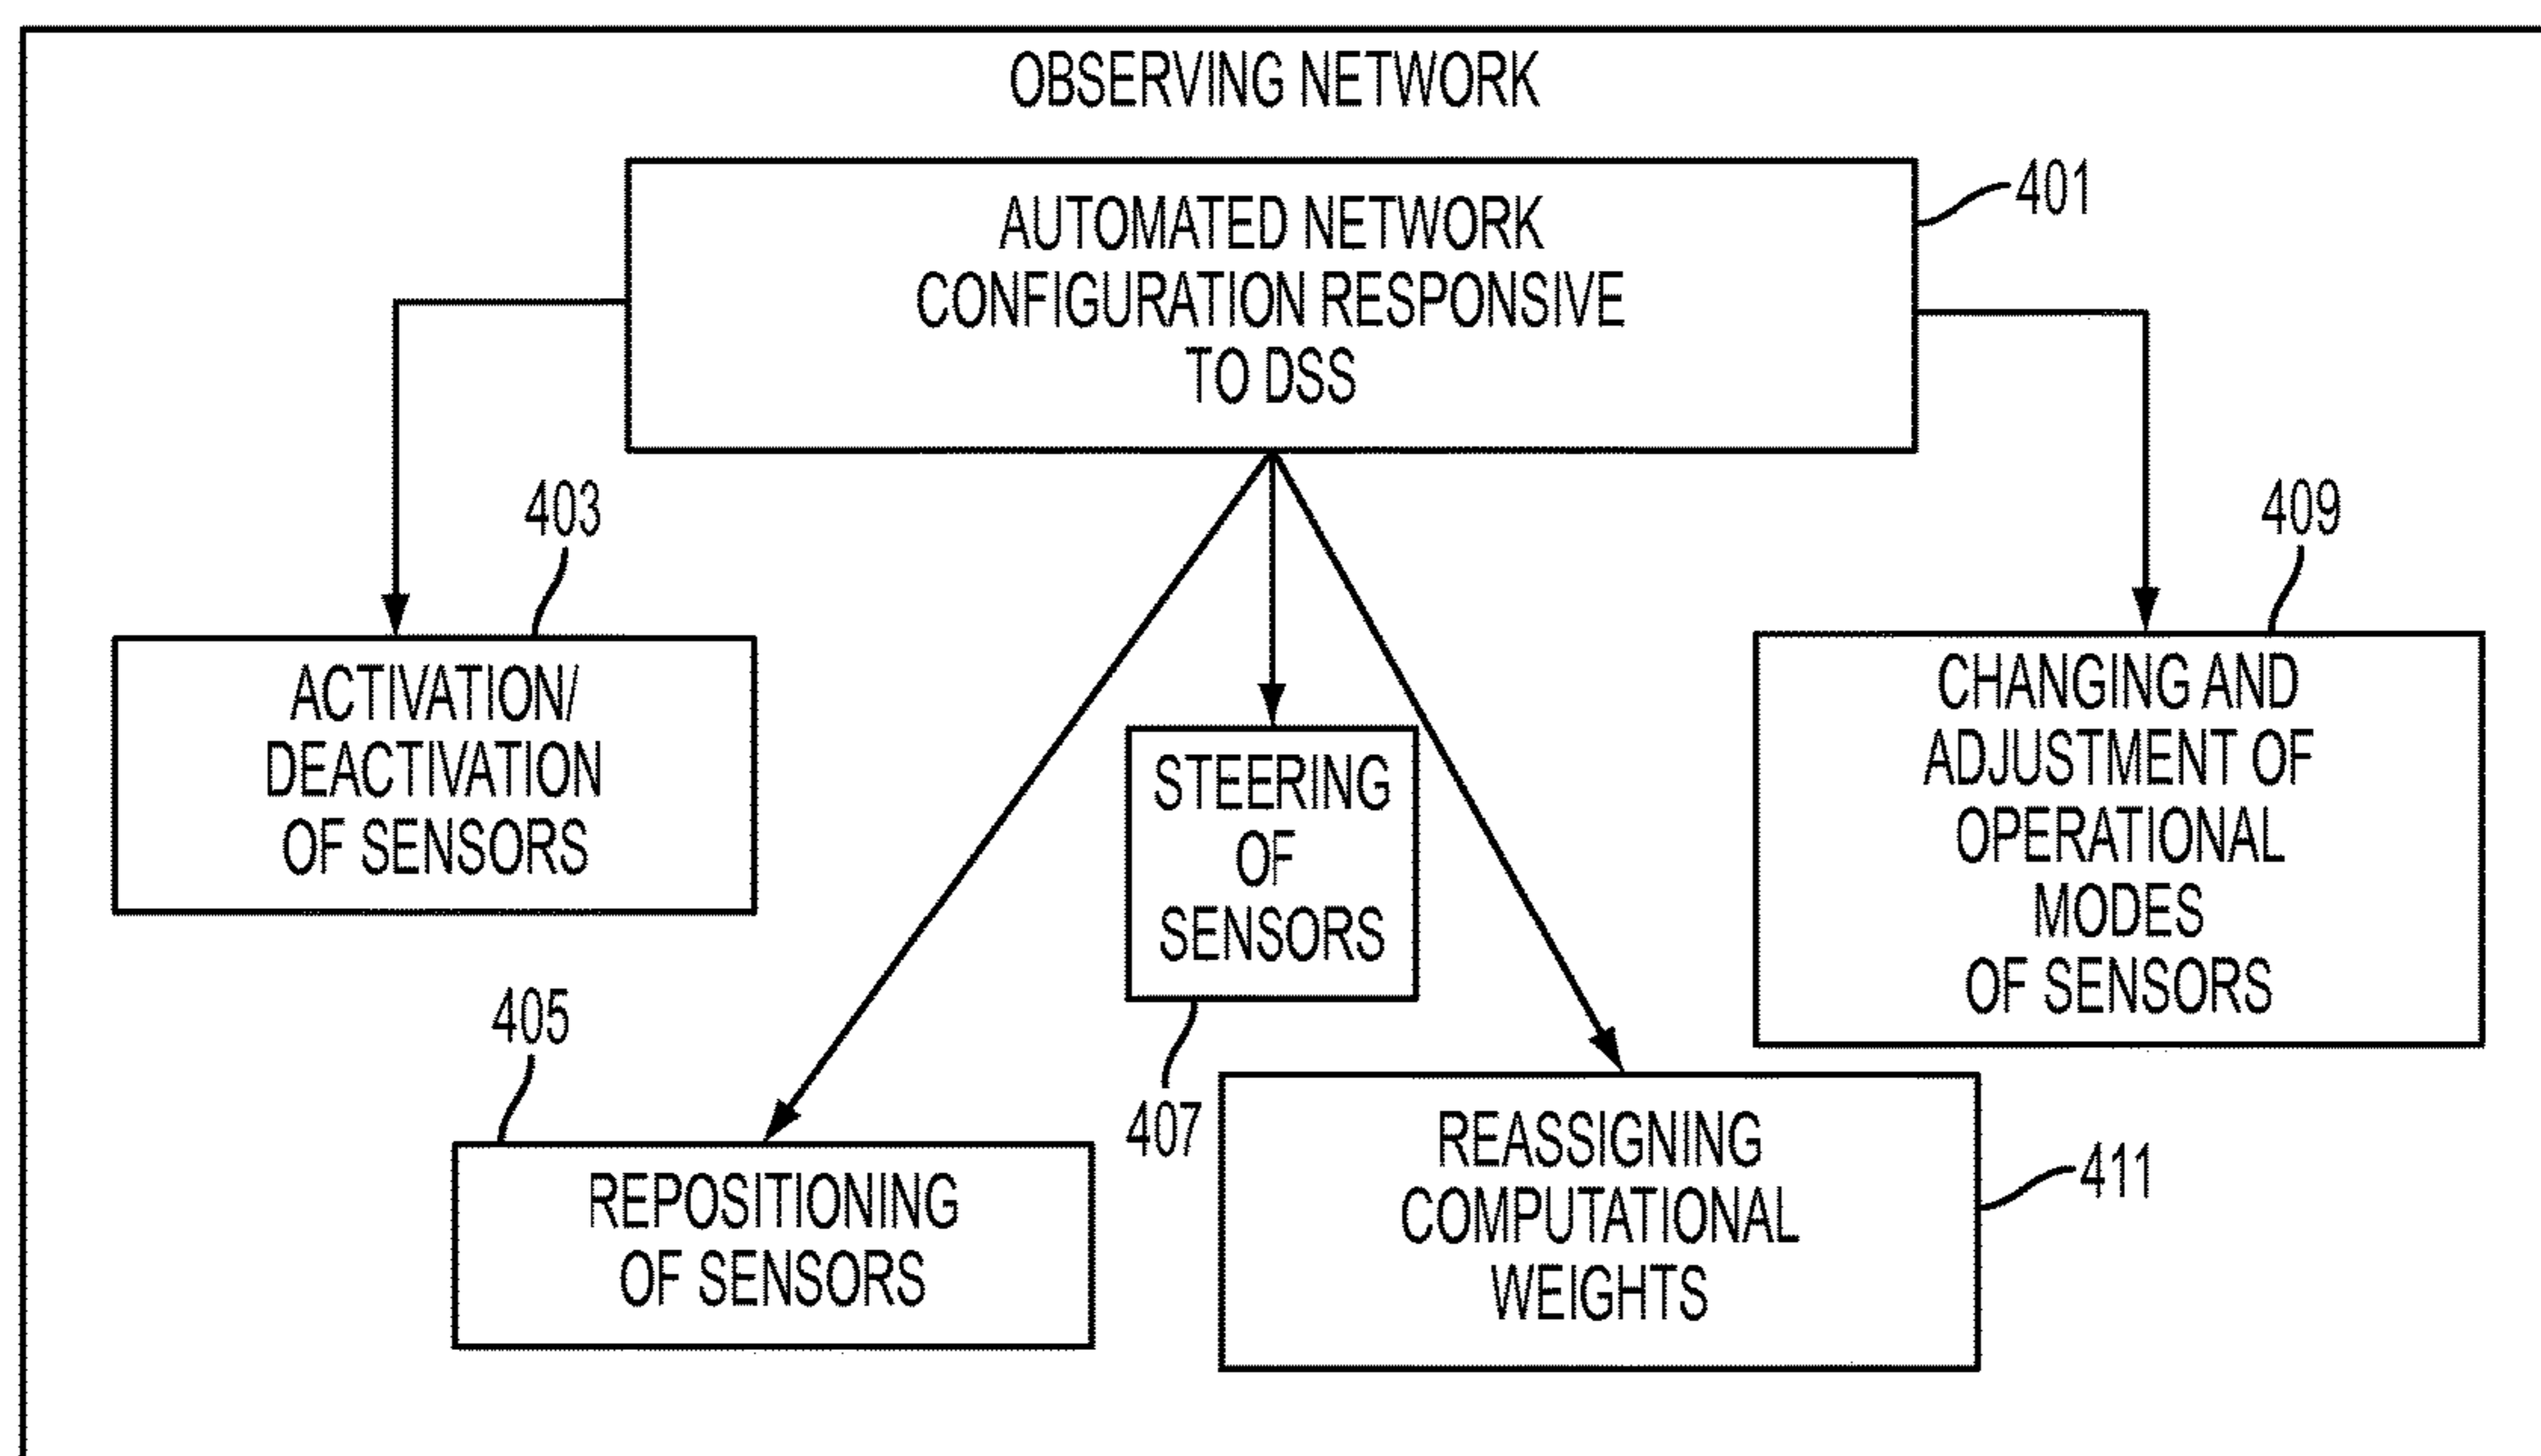 OBSERVING NETWORK
AUTOMATED NETWORK
CONFIGURATION RESPONSIVE
TO DSS
401
403
ACTIVATION/
DEACTIVATION
OF SENSORS
409
CHANGING AND
ADJUSTMENT OF
OPERATIONAL
MODES
OF SENSORS
STEERING
OF
SENSORS
407
405
REPOSITIONING
OF SENSORS
REASSIGNING
COMPUTATIONAL
WEIGHTS
411